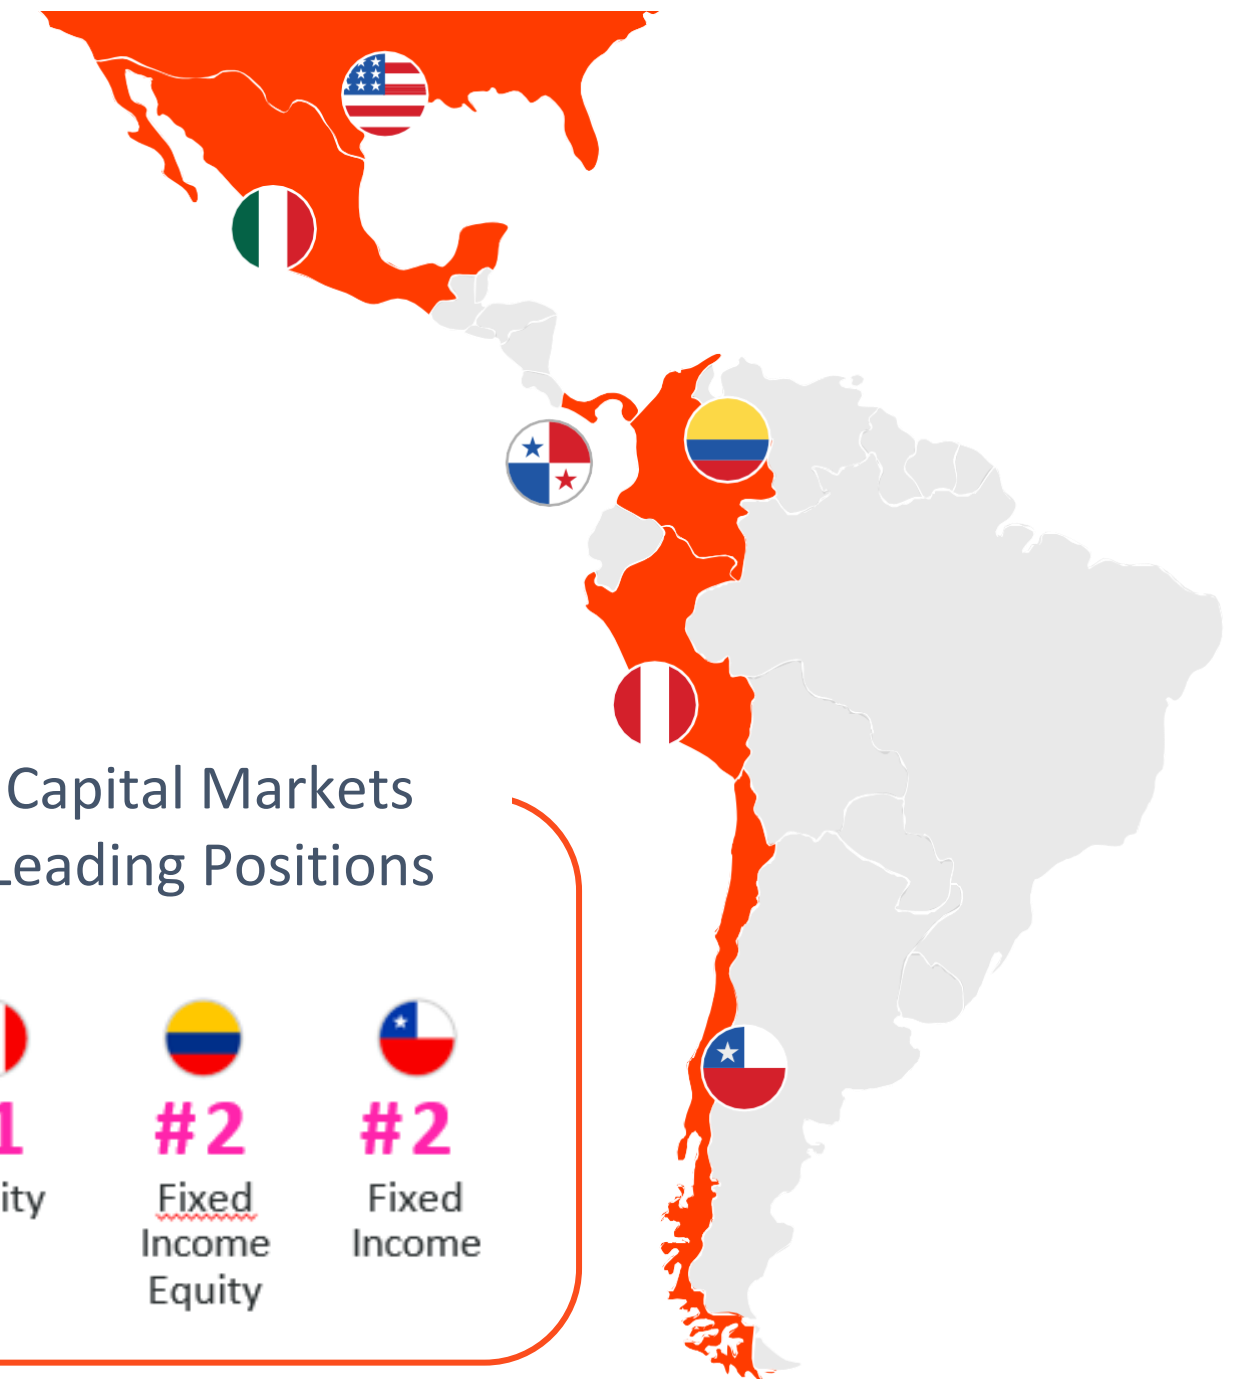 Capital Markets
Leading Positions
#2
#2
Fixed
Income
Equity
Fixed
Income